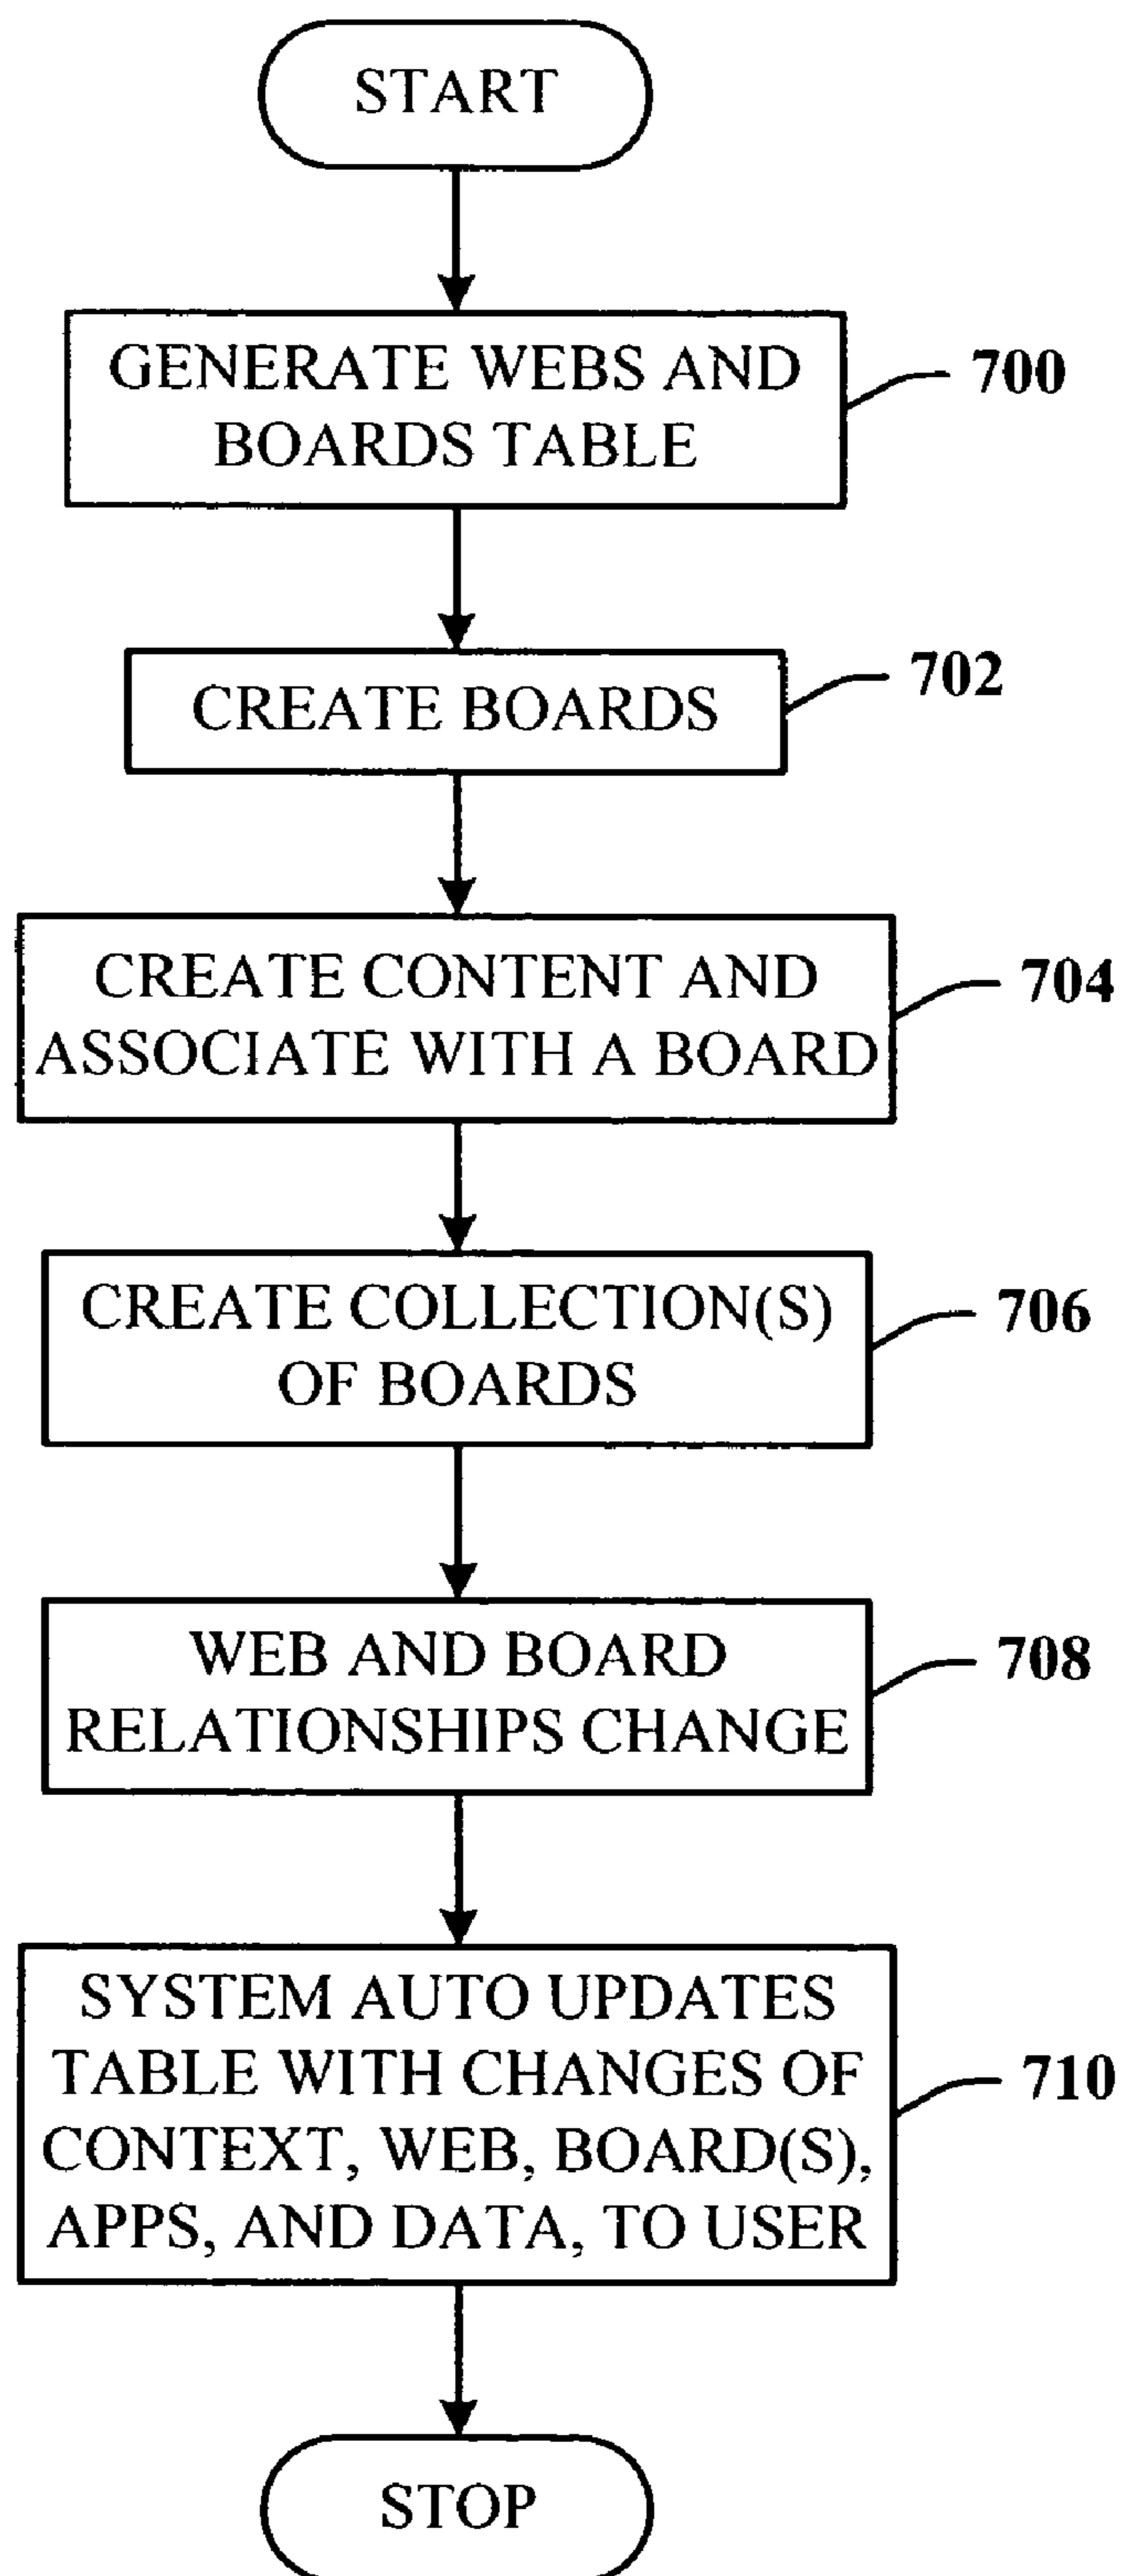 START
GENERATE WEBS AND
BOARDS TABLE
700
CREATE BOARDS
702
CREATE CONTENT AND
ASSOCIATE WITH A BOARD
704
CREATE COLLECTION(S)
OF BOARDS
706
WEB AND BOARD
RELATIONSHIPS CHANGE
708
SYSTEM AUTO UPDATES
TABLE WITH CHANGES OF
CONTEXT, WEB, BOARD(S),
APPS, AND DATA, TO USER
710
STOP